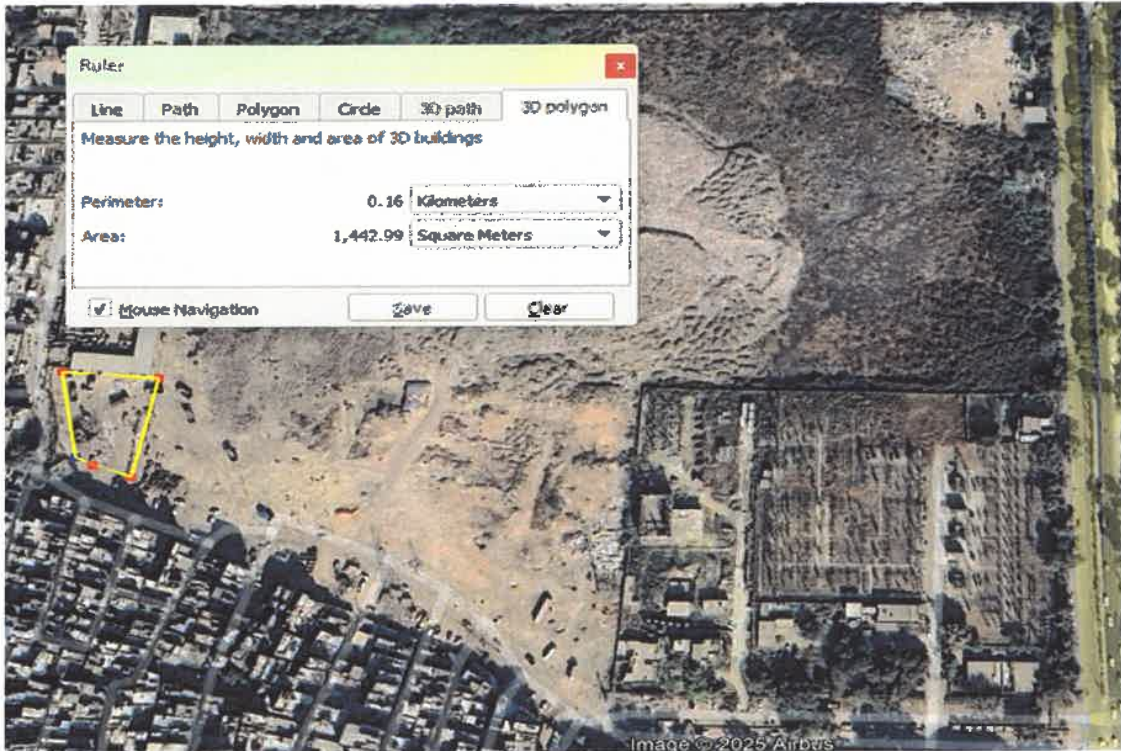 Ruler
x
Line Path Polygon Circle 3D path 3D polygon
Measure the height, width and area of 3D buildings
Perimeter: 0.16 Kilometers
Area: 1,442.99 Square Meters
Mouse Navigation Save Clear
Image © 2025 Airbus